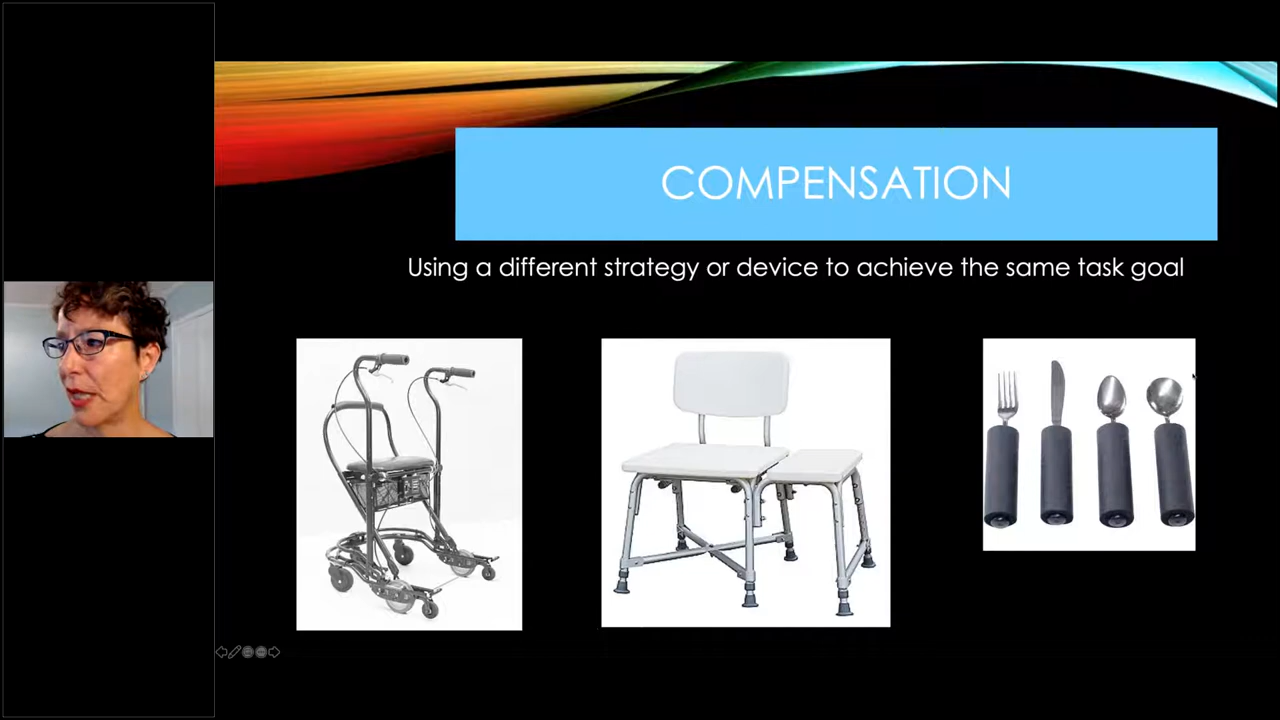 COMPENSATION
Using a different strategy or device to achieve the same task goal